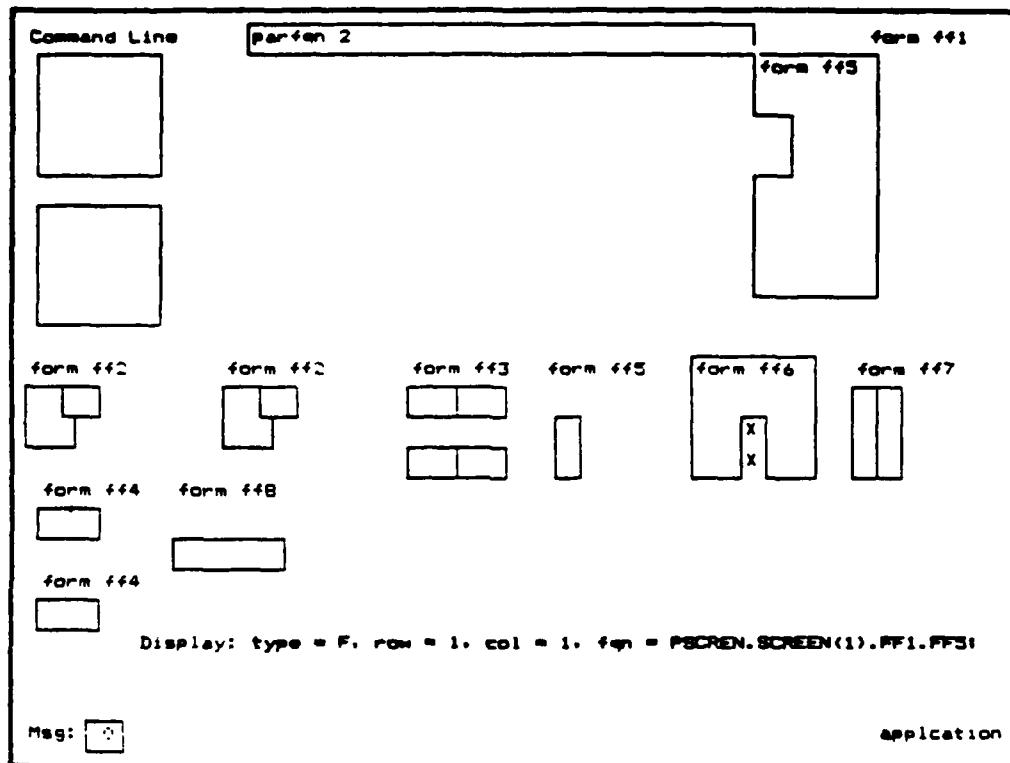 Command Line parfqn 2 form ff1
form ff5
form ff2 form ff2 form ff3 form ff5 form ff6 form ff7
X
X
form ff4 form ff8
form ff4
Display: type = F, row = 1, col = 1, fqn = PSCREN.SCREEN(1).FF1.FF5;
Msg: 0 applcation